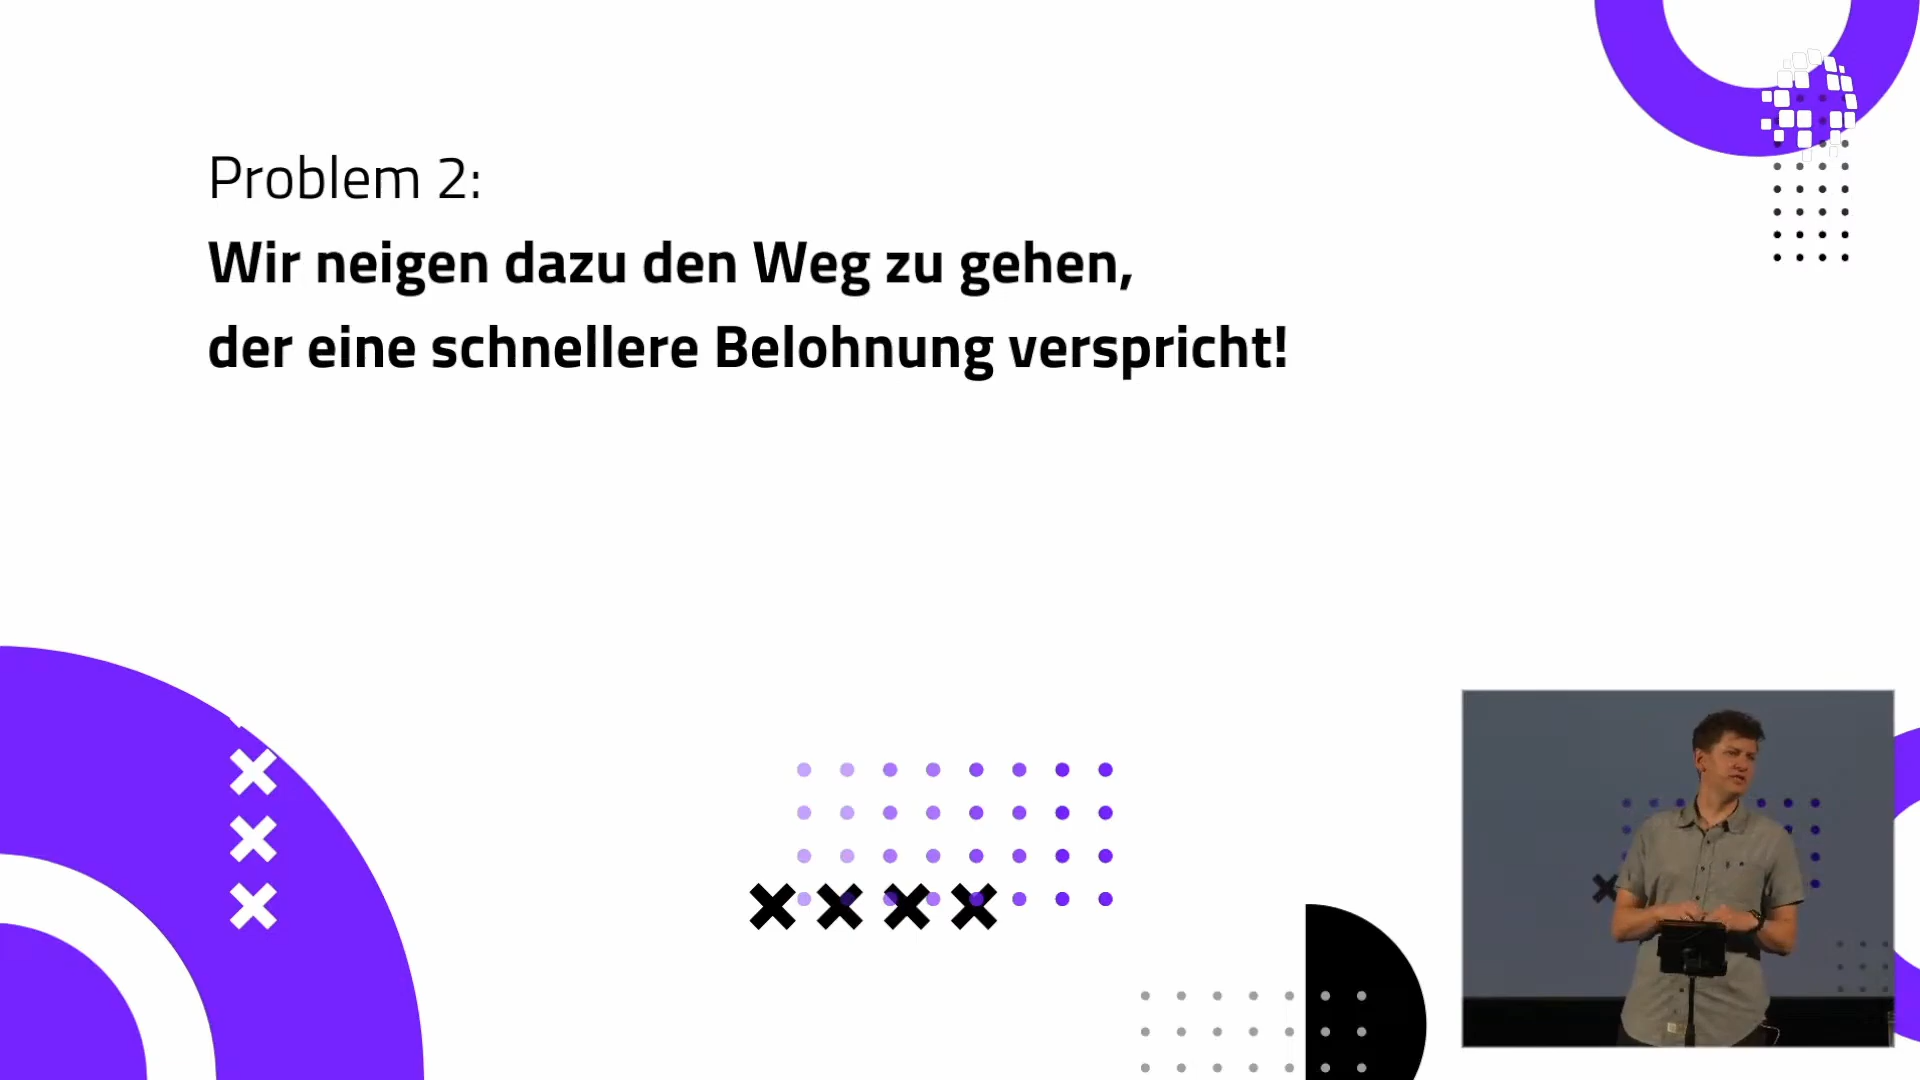 Problem 2:
Wir neigen dazu den Weg zu gehen,
der eine schnellere Belohnung verspricht!